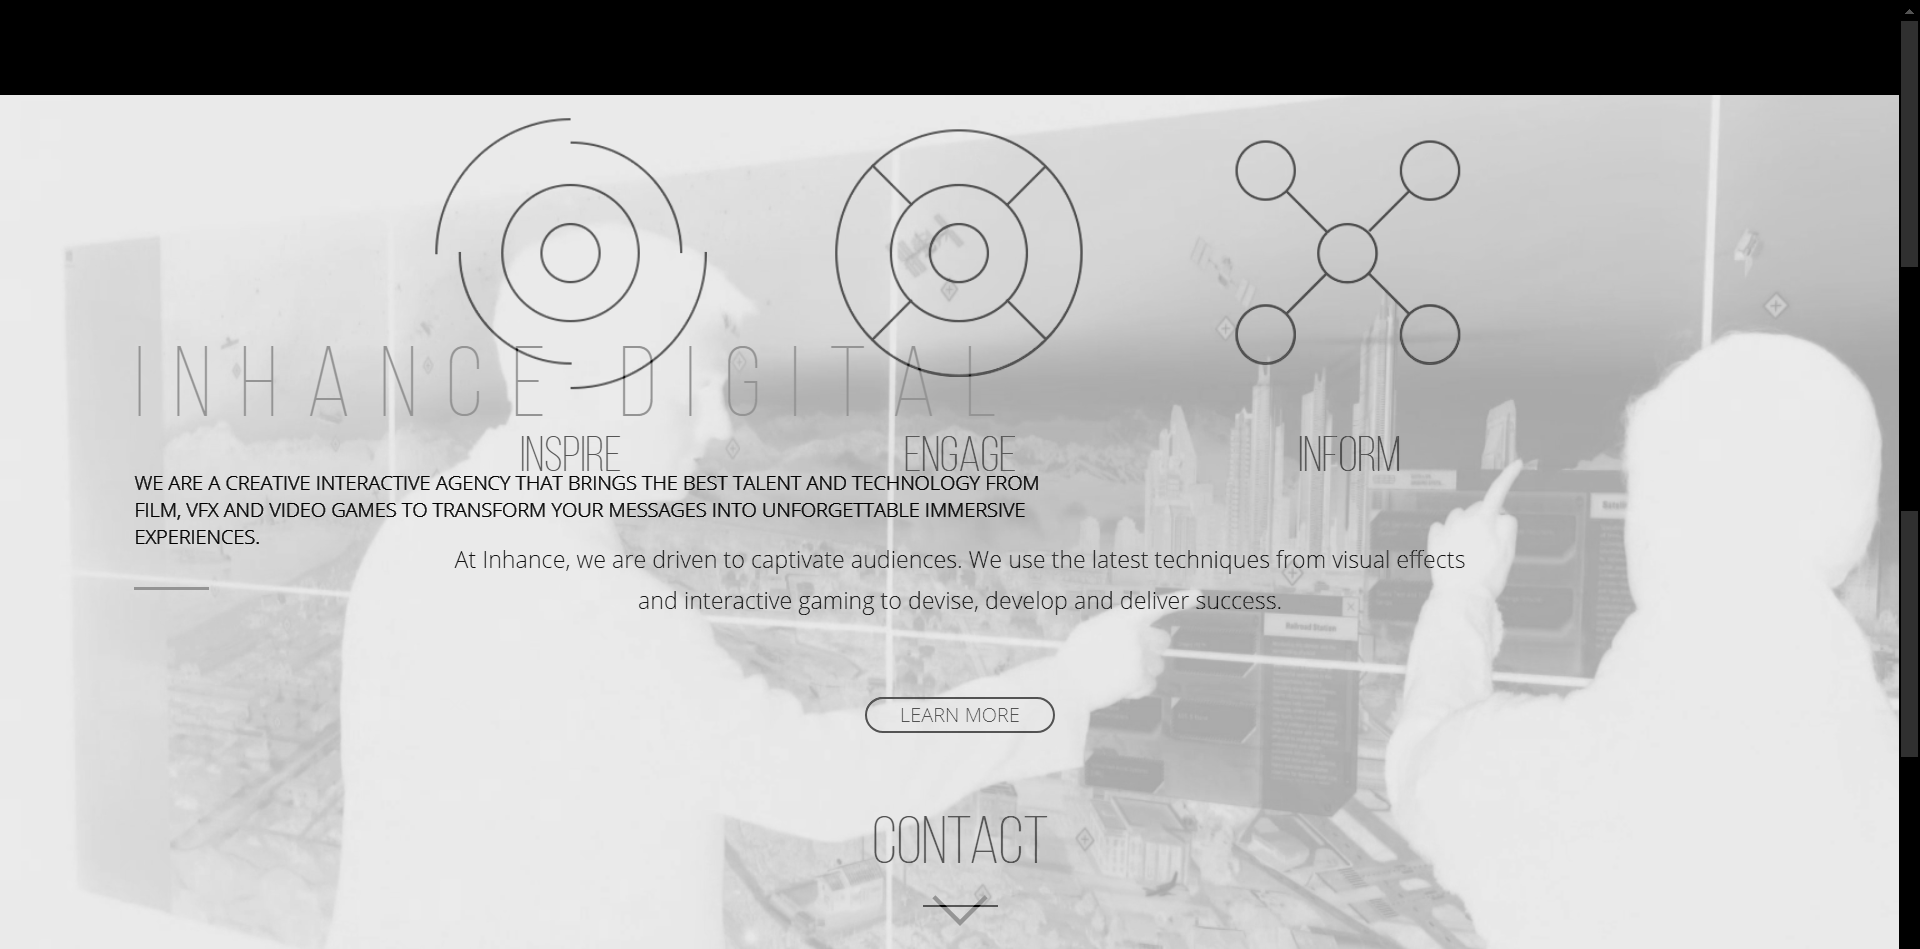 INHANCE DIGITAL
INSPIRE
ENGAGE
INFORM
WE ARE A CREATIVE INTERACTIVE AGENCY THAT BRINGS THE BEST TALENT AND TECHNOLOGY FROM
FILM, VFX AND VIDEO GAMES TO TRANSFORM YOUR MESSAGES INTO UNFORGETTABLE IMMERSIVE
EXPERIENCES.
At Inhance, we are driven to captivate audiences. We use the latest techniques from visual effects
and interactive gaming to devise, develop and deliver success.
Railroad Station
LEARN MORE
CONTACT